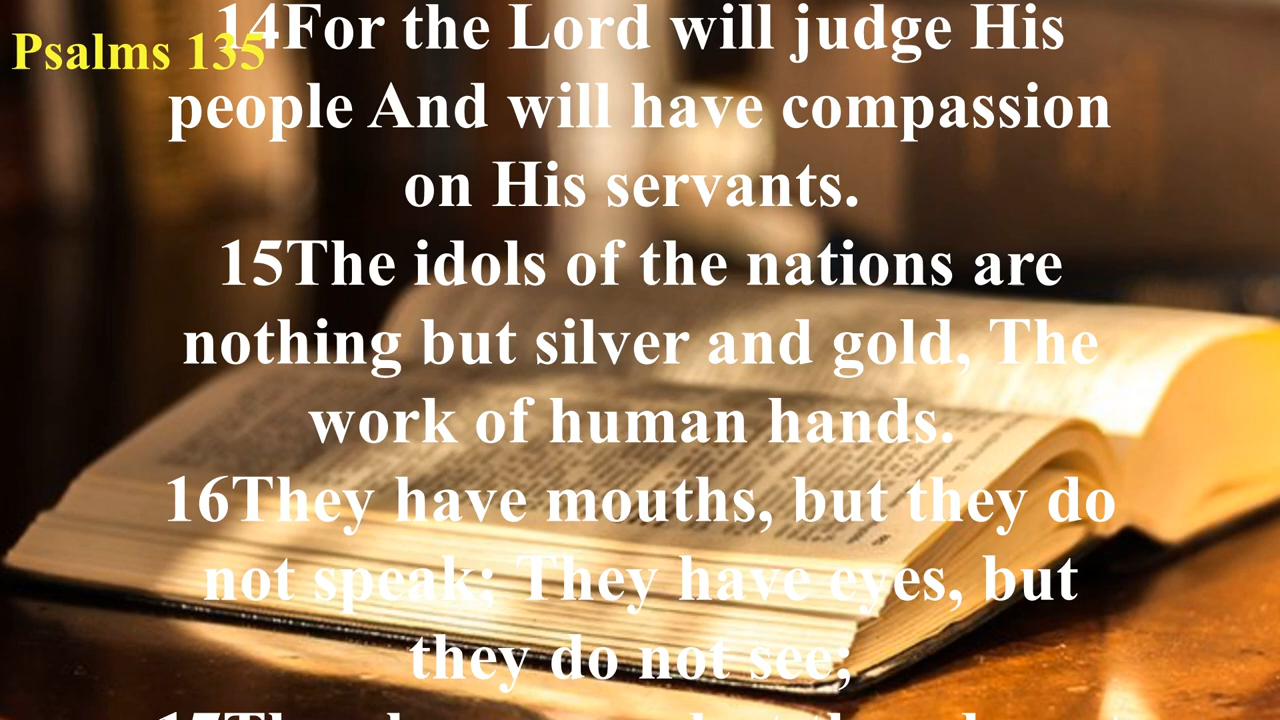 Psalms 135
14For the Lord will judge His
people And will have compassion
on His servants.
15The idols of the nations are
nothing but silver and gold, The
work of human hands.
16They have mouths, but they do
not speak; They have eyes, but
they do not see;